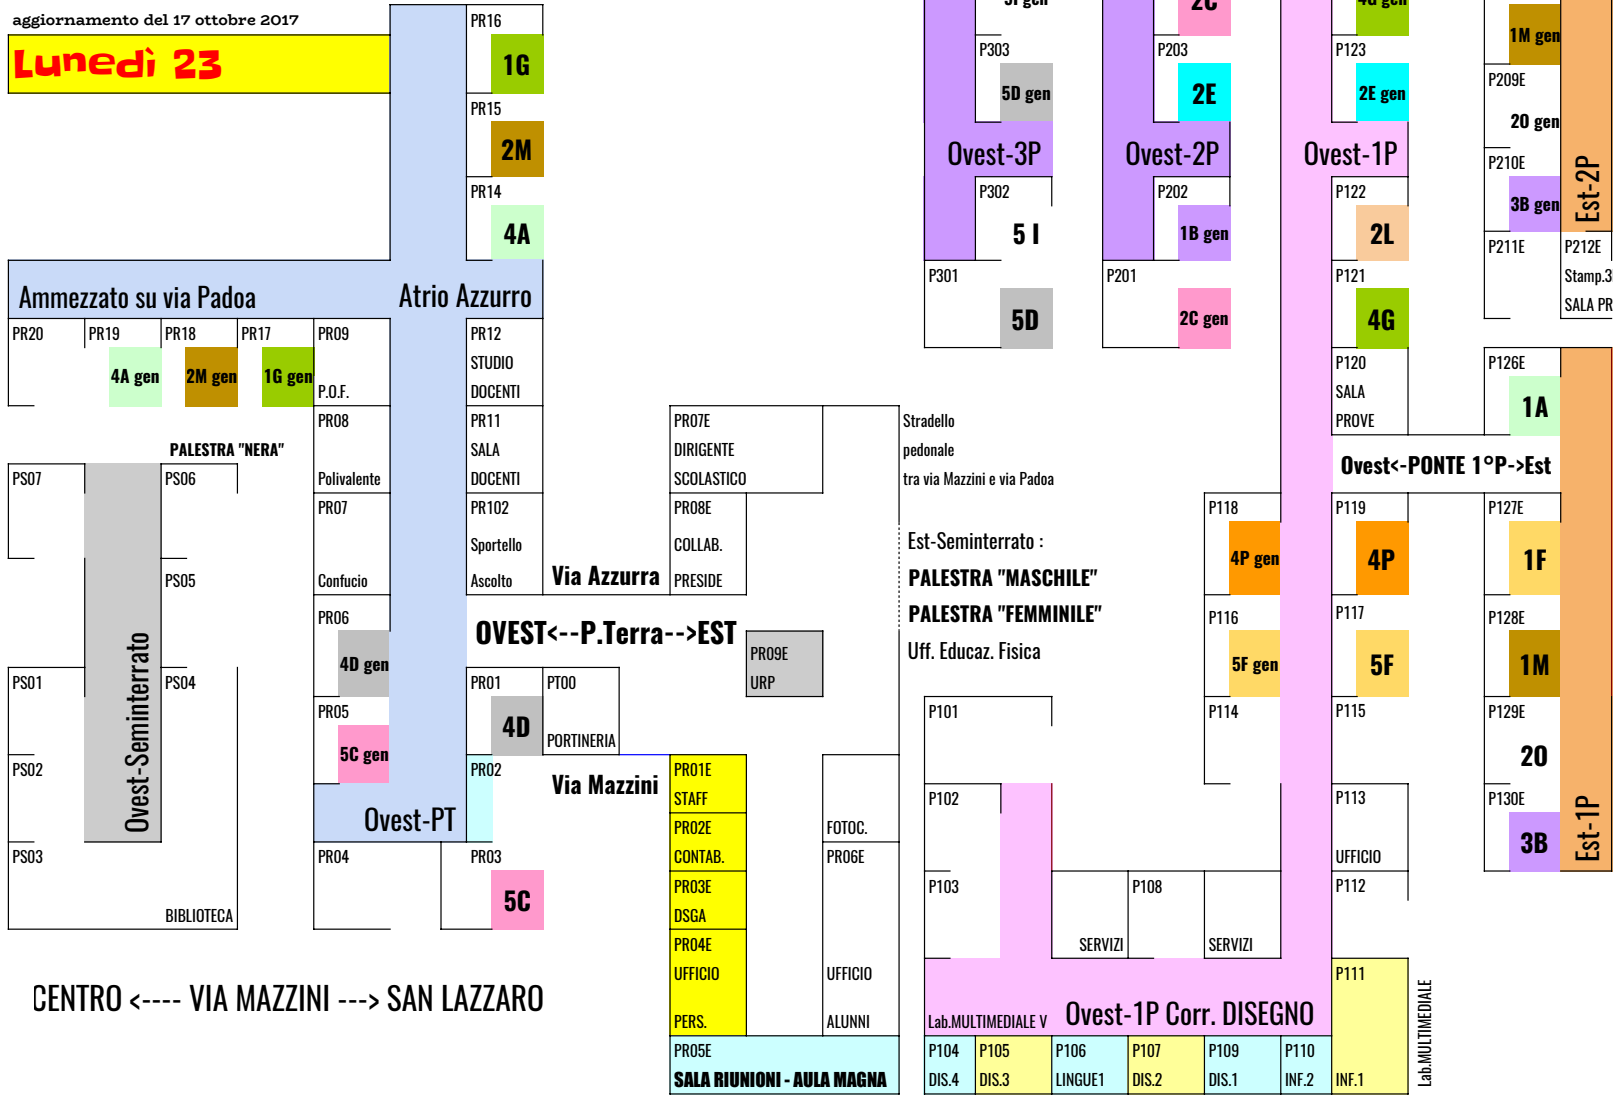 aggiornamento del 17 ottobre 2017
Lunedì 23
PR16
1G
PR15
2M
PR14
4A
Ammezzato su via Padoa
Atrio Azzurro
PR20
PR19
4A gen
PR18
2M gen
PR17
1G gen
PR09
P.O.F.
PR12
STUDIO
DOCENTI
PR08
Polivalente
PR11
SALA
DOCENTI
PALESTRA "NERA"
PS07
PS06
PS05
PR07
Confucio
PR102
Sportello
Ascolto
Via Azzurra
PR07E
DIRIGENTE
SCOLASTICO
PR08E
COLLAB.
PRESIDE
PR06
4D gen
OVEST<--P.Terra-->EST
PR09E
URP
Ovest-Seminterrato
PS01
PS04
PS02
PS03
BIBLIOTECA
PR05
5C gen
PR01
4D
PT00
PORTINERIA
PR02
Via Mazzini
Ovest-PT
PR04
PR03
5C
PR01E
STAFF
PR02E
CONTAB.
PR03E
DSGA
PR04E
UFFICIO
PERS.
FOTOC.
PR06E
UFFICIO
ALUNNI
PR05E
SALA RIUNIONI - AULA MAGNA
CENTRO <---- VIA MAZZINI ---> SAN LAZZARO
Stradello
pedonale
tra via Mazzini e via Padoa
Est-Seminterrato :
PALESTRA "MASCHILE"
PALESTRA "FEMMINILE"
Uff. Educaz. Fisica
gen
2C
4G gen
1M gen
P303
5D gen
P203
2E
P123
2E gen
P209E
2O gen
Ovest-3P
Ovest-2P
Ovest-1P
P210E
3B gen
Est-2P
P302
5 I
P202
1B gen
P122
2L
P211E
P212E
Stamp.3
SALA PR
P301
5D
P201
2C gen
P121
4G
P120
SALA
PROVE
P126E
1A
Ovest<-PONTE 1°P->Est
P118
4P gen
P119
4P
P127E
1F
P116
5F gen
P117
5F
P128E
1M
P101
P114
P115
P129E
2O
P102
P113
UFFICIO
P130E
3B
Est-1P
P103
SERVIZI
P108
SERVIZI
P112
Lab.MULTIMEDIALE V
Ovest-1P Corr. DISEGNO
P111
INF.1
Lab.MULTIMEDIALE
P104
DIS.4
P105
DIS.3
P106
LINGUE1
P107
DIS.2
P109
DIS.1
P110
INF.2